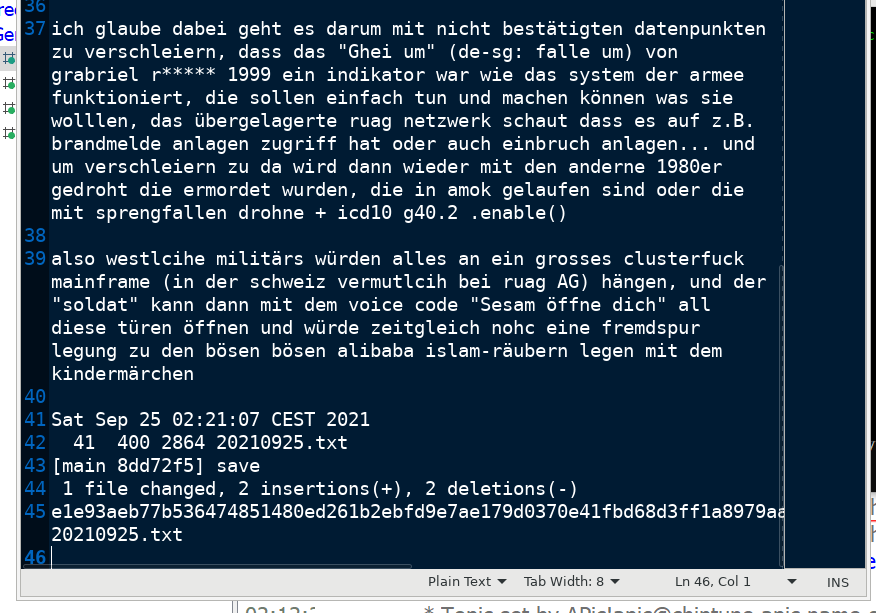 36
37 ich glaube dabei geht es darum mit nicht bestätigten datenpunkten
zu verschleiern, dass das "Ghei um" (de-sg: falle um) von
grabriel r***** 1999 ein indikator war wie das system der armee
funktioniert, die sollen einfach tun und machen können was sie
wolllen, das übergelagerte ruag netzwerk schaut dass es auf z.B.
brandmelde anlagen zugriff hat oder auch einbruch anlagen... und
um verschleiern zu da wird dann wieder mit den anderne 1980er
gedroht die ermordet wurden, die in amok gelaufen sind oder die
mit sprengfallen drohne + icd10 g40.2 .enable()
38
39 also westlcihe militärs würden alles an ein grosses clusterfuck
mainframe (in der schweiz vermutlcih bei ruag AG) hängen, und der
"soldat" kann dann mit dem voice code "Sesam öffne dich" all
diese türen öffnen und würde zeitgleich nohc eine fremdspur
legung zu den bösen bösen alibaba islam-räubern legen mit dem
kindermärchen
40
41 Sat Sep 25 02:21:07 CEST 2021
42 41 400 2864 20210925.txt
43 [main 8dd72f5] save
44 1 file changed, 2 insertions(+), 2 deletions(-)
45 e1e93aeb77b536474851480ed261b2ebfd9e7ae179d0370e41fbd68d3ff1a8979aa
20210925.txt
46
Plain Text Tab Width: 8 Ln 46, Col 1 INS